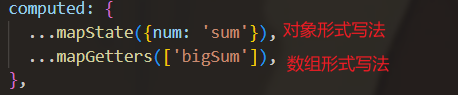 computed: {
...mapState({num: 'sum'}), 对象形式写法
...mapGetters(['bigSum']), 数组形式写法
},